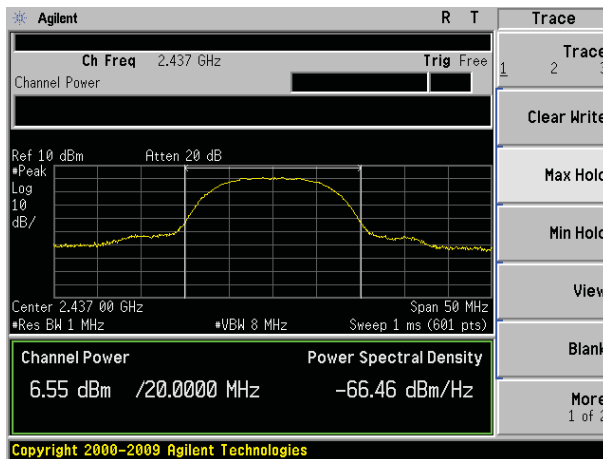 Agilent R T Trace
Ch Freq 2.437 GHz Trig Free
Channel Power
Trace
1 2 3
Clear Write
Max Hold
Min Hold
View
Blank
More
1 of 2
Ref 10 dBm Atten 20 dB
#Peak
Log
10
dB/
Center 2.437 00 GHz Span 50 MHz
#Res BW 1 MHz #VBW 8 MHz Sweep 1 ms (601 pts)
Channel Power Power Spectral Density
6.55 dBm /20.0000 MHz -66.46 dBm/Hz
Copyright 2000-2009 Agilent Technologies